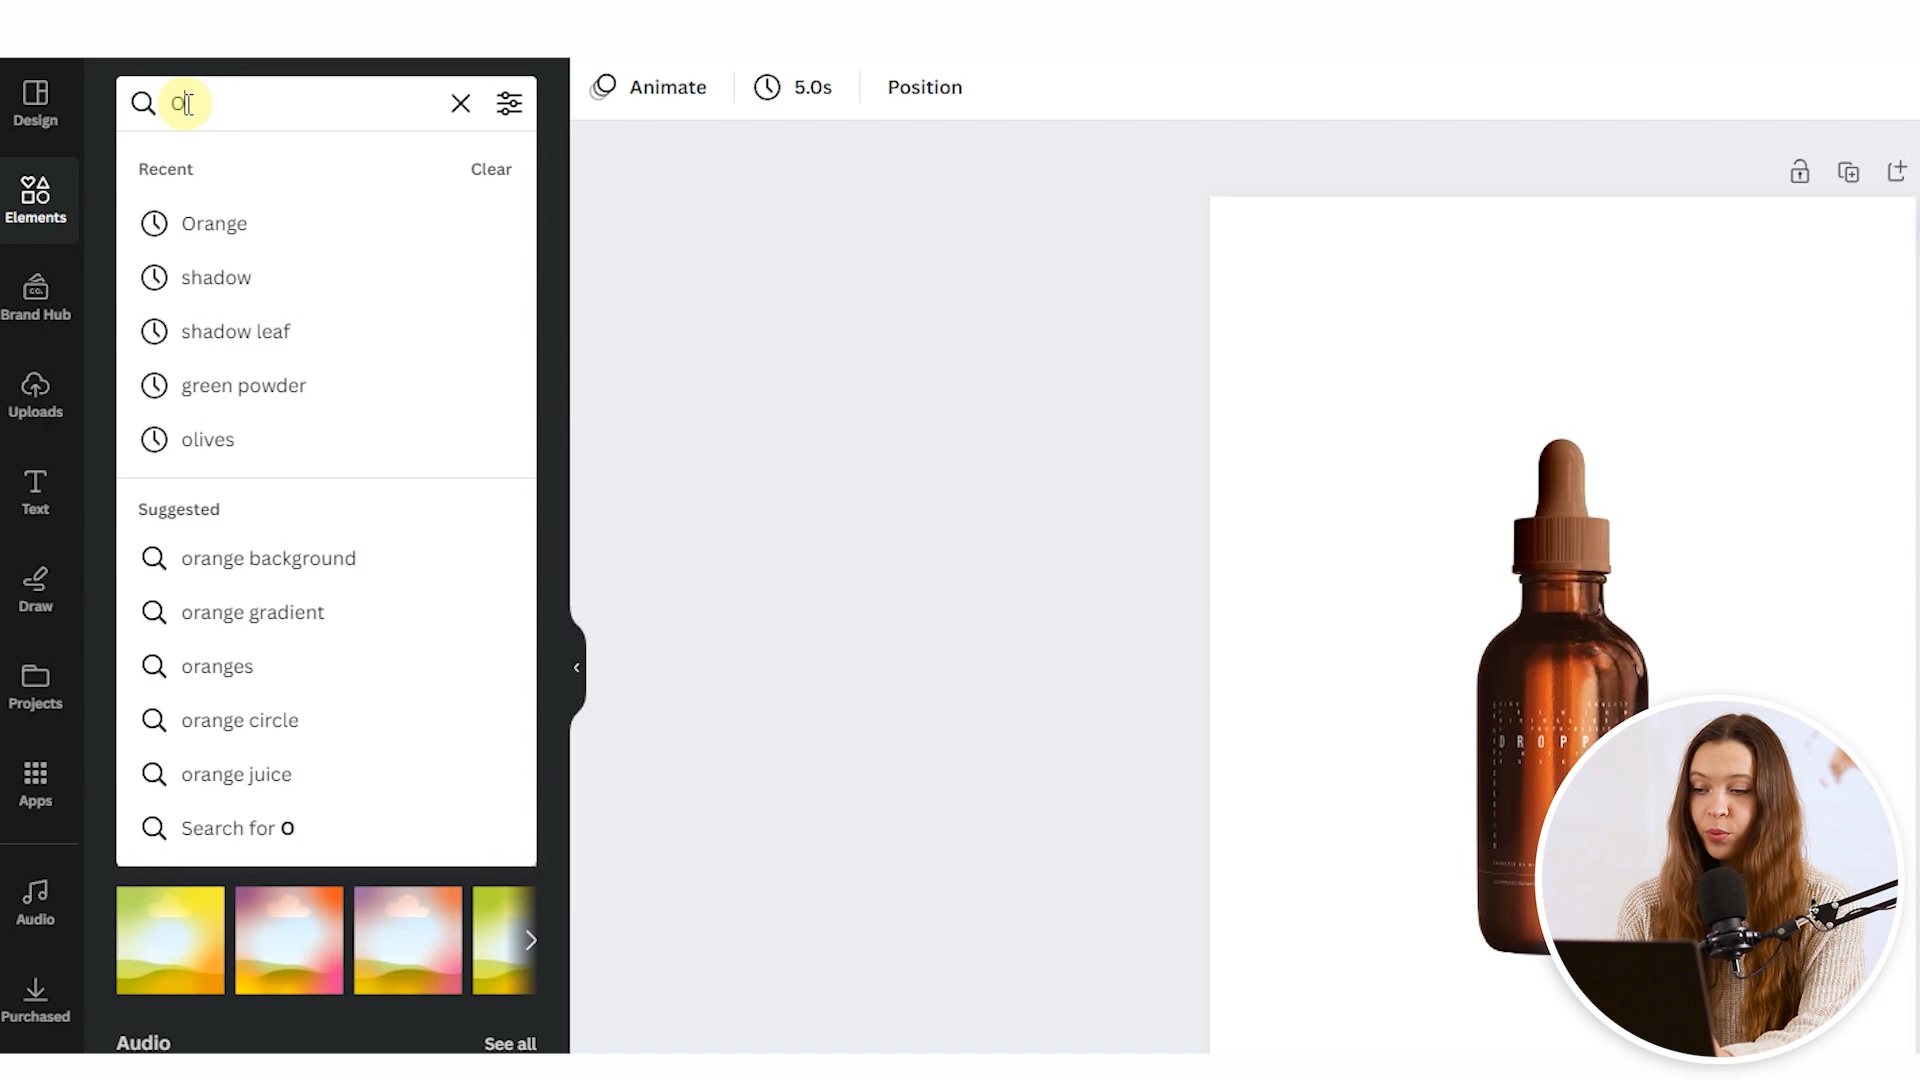 Design
Elements
Brand Hub
CO.
Uploads
Text
Draw
Projects
Apps
Audio
Purchased
O
Recent
Clear
Orange
shadow
shadow leaf
green powder
olives
Suggested
orange background
orange gradient
oranges
orange circle
orange juice
Search for O
Audio
See all
Animate
5.0s
Position